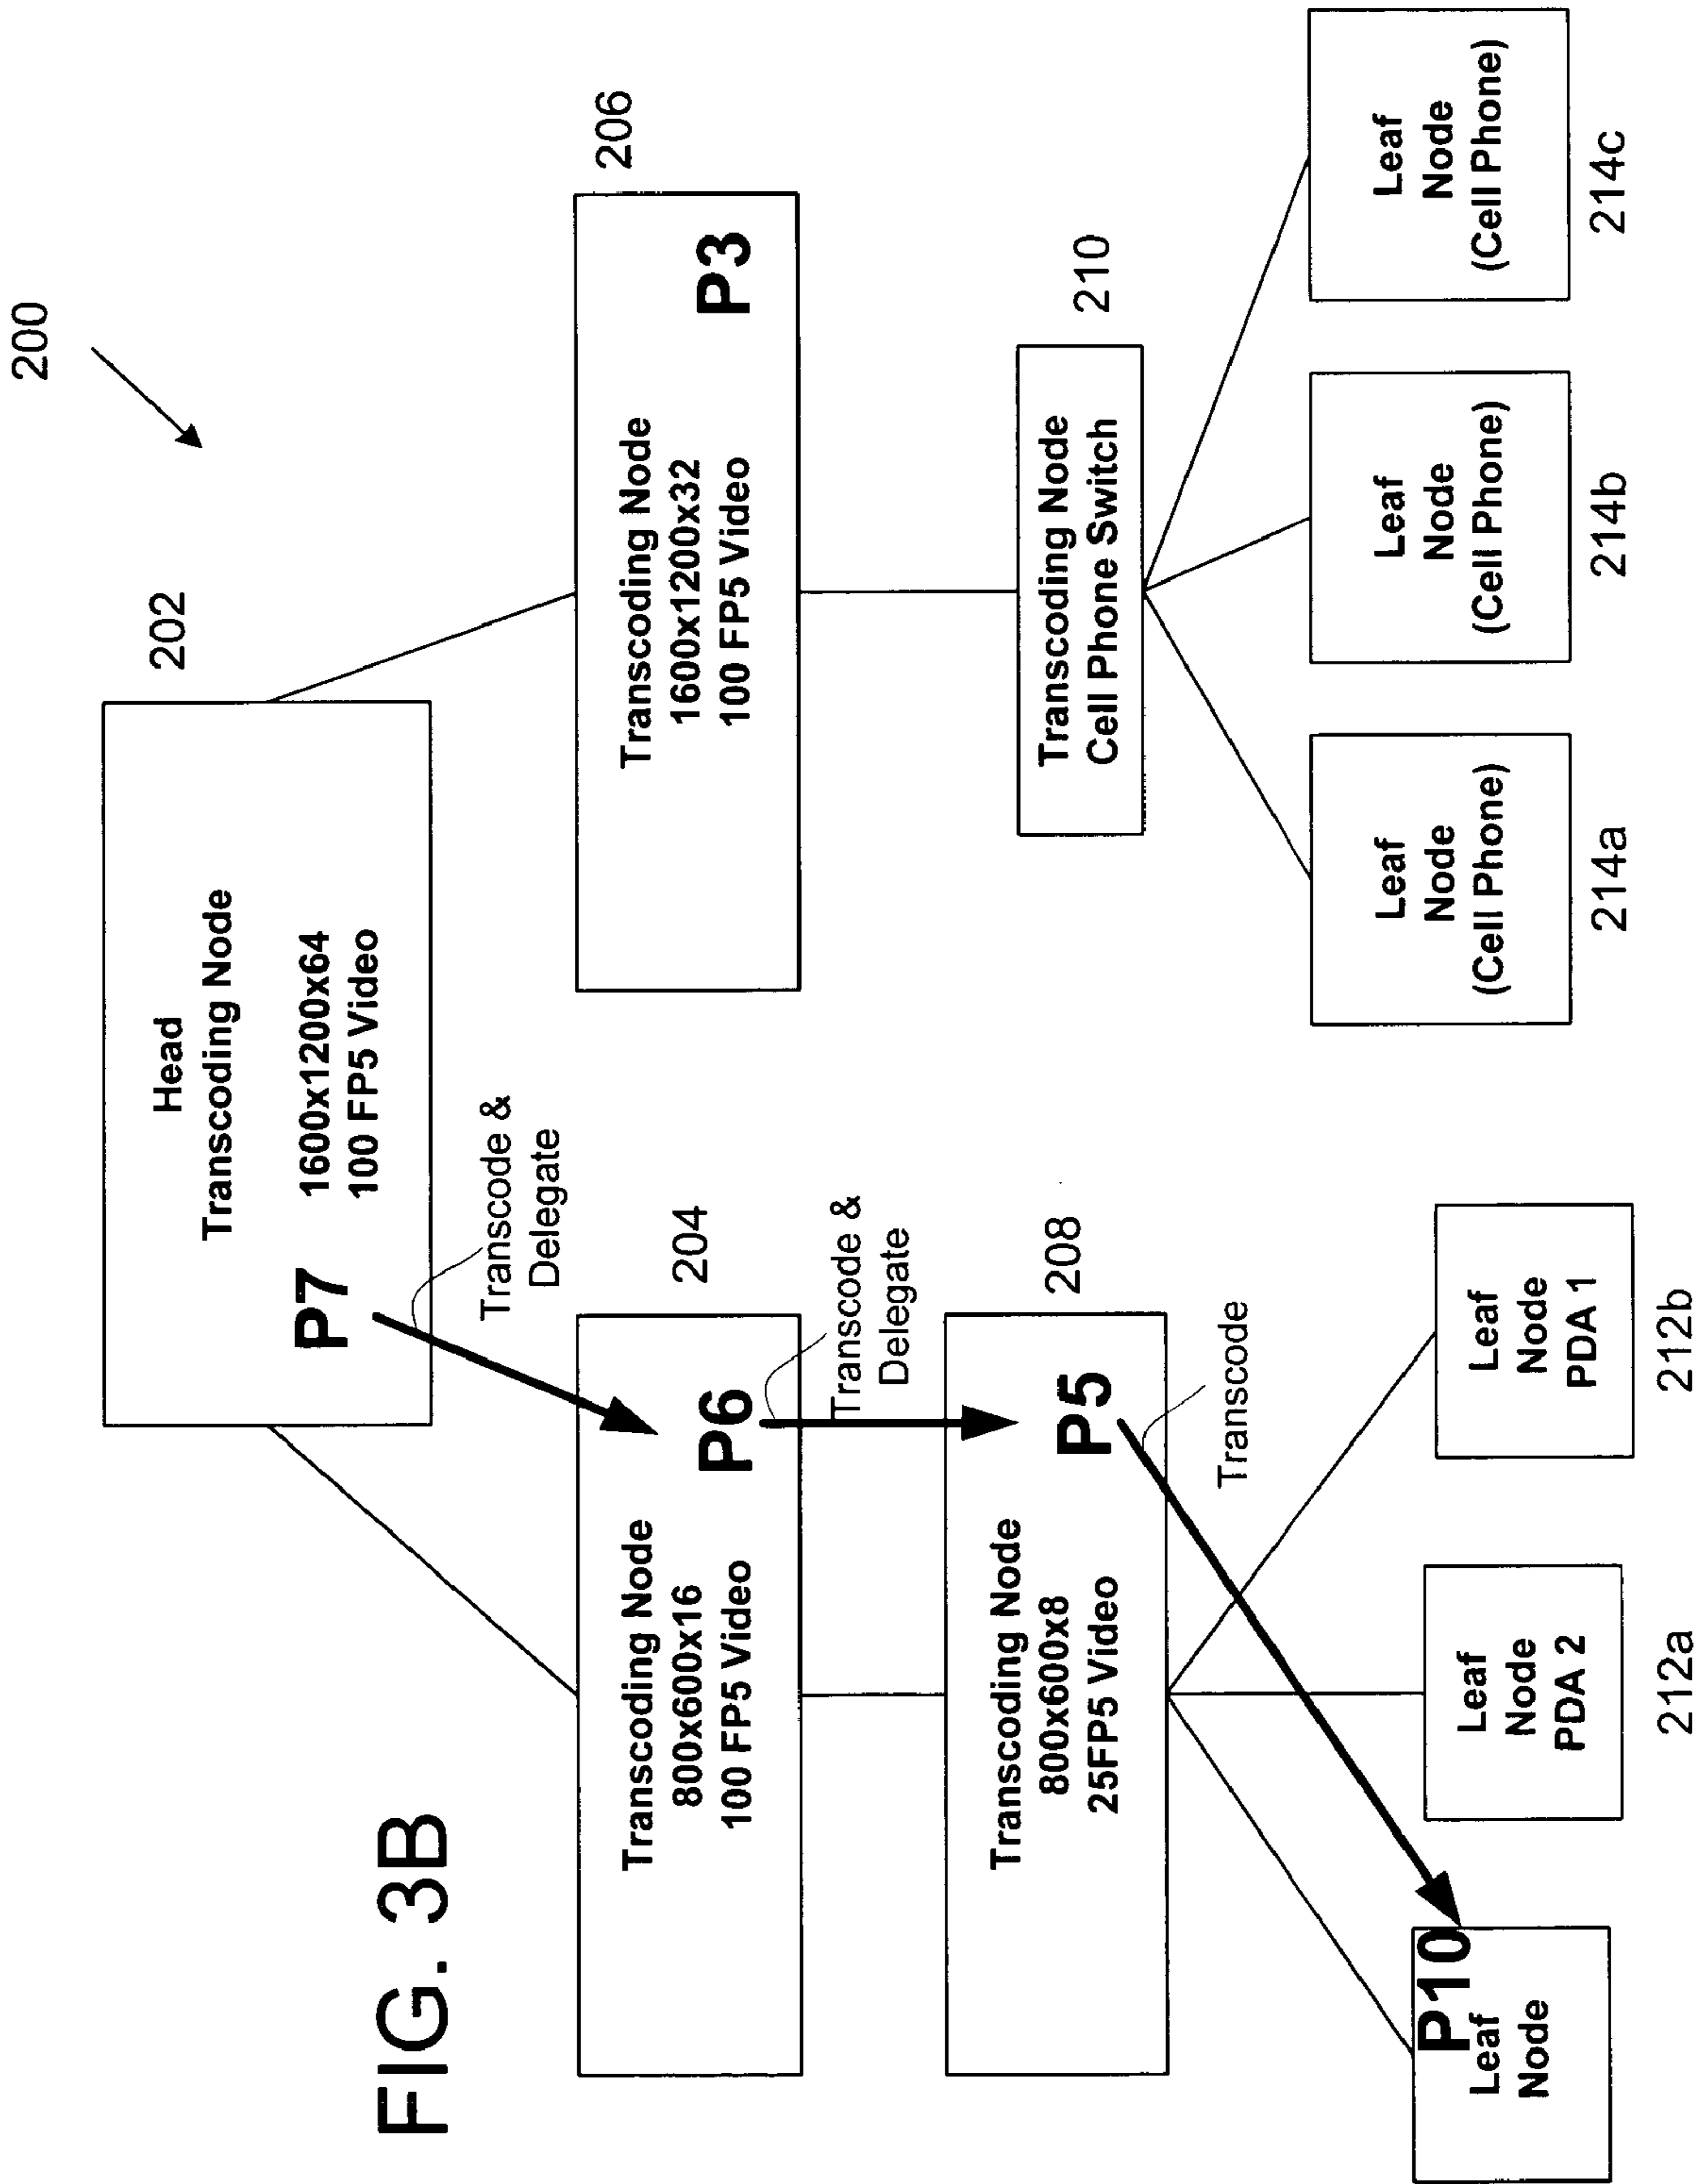 FIG. 3B
200
Head
Transcoding Node
1600x1200x64
100 FP5 Video
P7
202
Transcode &
Delegate
Transcoding Node
800x600x16
100 FP5 Video
P6
204
Transcoding Node
1600x1200x32
100 FP5 Video
P3
206
Transcode &
Delegate
Transcoding Node
800x600x8
25FP5 Video
P5
208
Transcoding Node
Cell Phone Switch
210
Transcode
P10
Leaf
Node
Leaf
Node
PDA 2
212a
Leaf
Node
PDA 1
212b
Leaf
Node
(Cell Phone)
214a
Leaf
Node
(Cell Phone)
214b
Leaf
Node
(Cell Phone)
214c